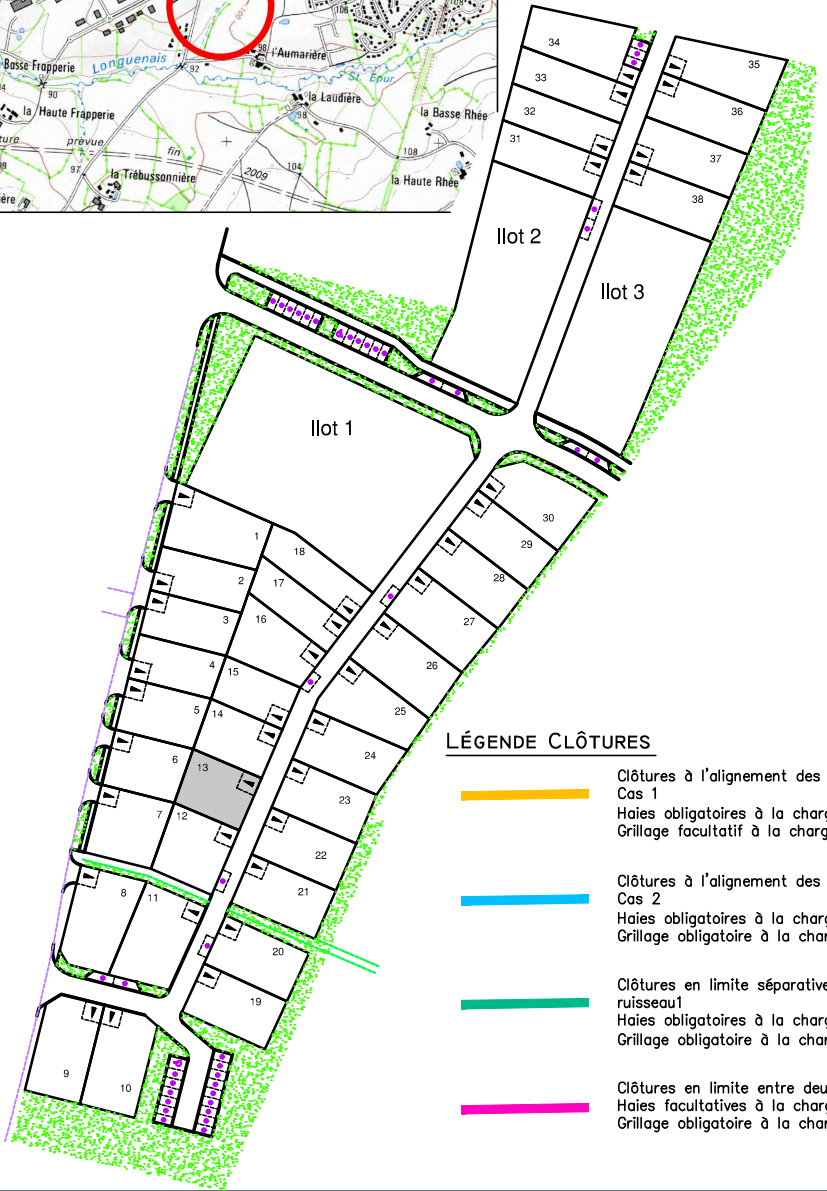 100
106
Basse Frapperie
Longuenais
92
98
l'Aumarière
St Epur
90
la Haute Frapperie
la Laudière
98
la Basse Rhée
prévue
fin
2009
97
la Trébussonnière
104
108
la Haute Rhée
34
33
32
31
35
36
37
38
Ilot 2
Ilot 3
Ilot 1
1
2
3
4
5
6
7
8
9
10
11
12
13
14
15
16
17
18
19
20
21
22
23
24
25
26
27
28
29
30
LÉGENDE CLÔTURES
Clôtures à l'alignement des
Cas 1
Haies obligatoires à la charg
Grillage facultatif à la charg
Clôtures à l'alignement des
Cas 2
Haies obligatoires à la charg
Grillage obligatoire à la char
Clôtures en limite séparative
ruisseau1
Haies obligatoires à la charg
Grillage obligatoire à la char
Clôtures en limite entre deu
Haies facultatives à la charg
Grillage obligatoire à la char